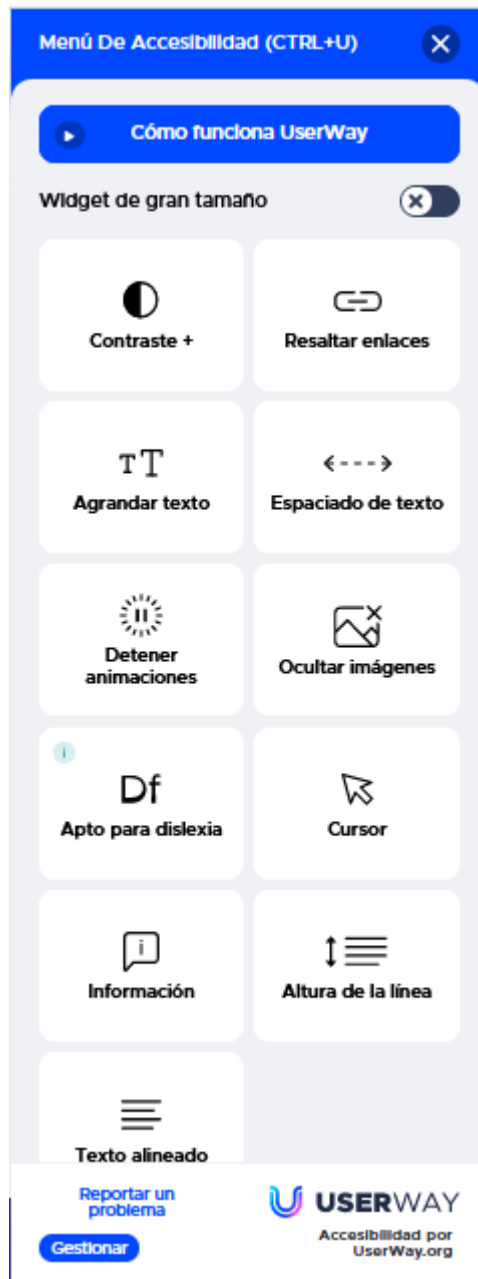 Menú De Accesibilidad (CTRL+U)
Cómo funciona UserWay
Widget de gran tamaño
Contraste +
Resaltar enlaces
TT
Agrandar texto
Espaciado de texto
Detener
animaciones
Ocultar imágenes
i
Df
Apto para dislexia
Cursor
i
Información
Altura de la línea
Texto alineado
Reportar un
problema
Gestionar
USERWAY
Accesibilidad por
UserWay.org